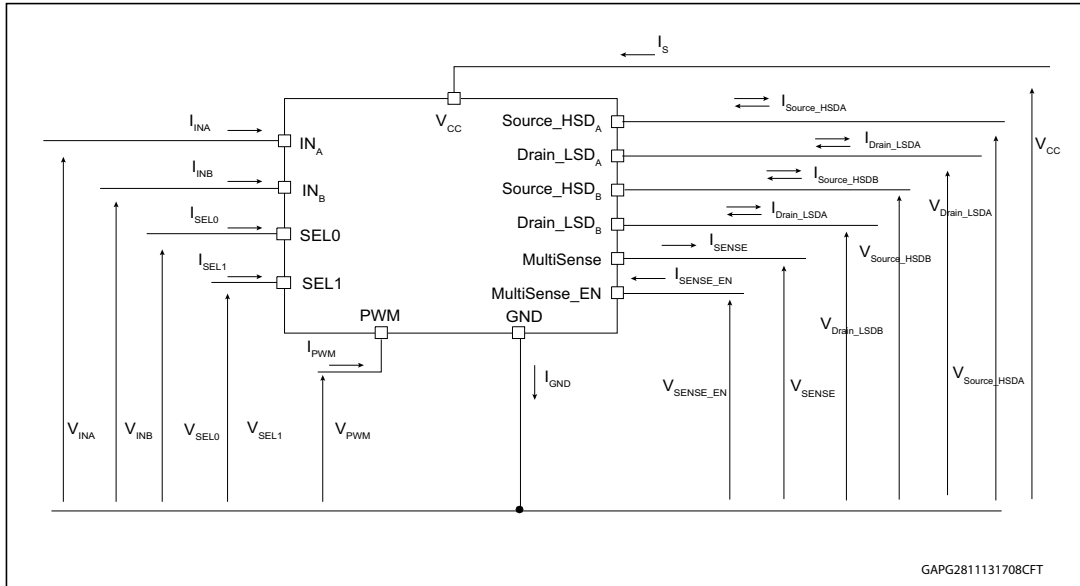 I_S
V_CC
I_INA
IN_A
I_INB
IN_B
I_SEL0
SEL0
I_SEL1
SEL1
PWM
GND
Source_HSD_A
Drain_LSD_A
Source_HSD_B
Drain_LSD_B
MultiSense
MultiSense_EN
I_Source_HSDA
I_Drain_LSDA
I_Source_HSDB
I_Drain_LSDA
I_SENSE
I_SENSE_EN
V_CC
V_Drain_LSDA
V_Source_HSDB
V_Drain_LSDB
V_Source_HSDA
V_SENSE_EN
V_SENSE
I_PWM
I_GND
V_INA
V_INB
V_SEL0
V_SEL1
V_PWM
GAPG2811131708CFT